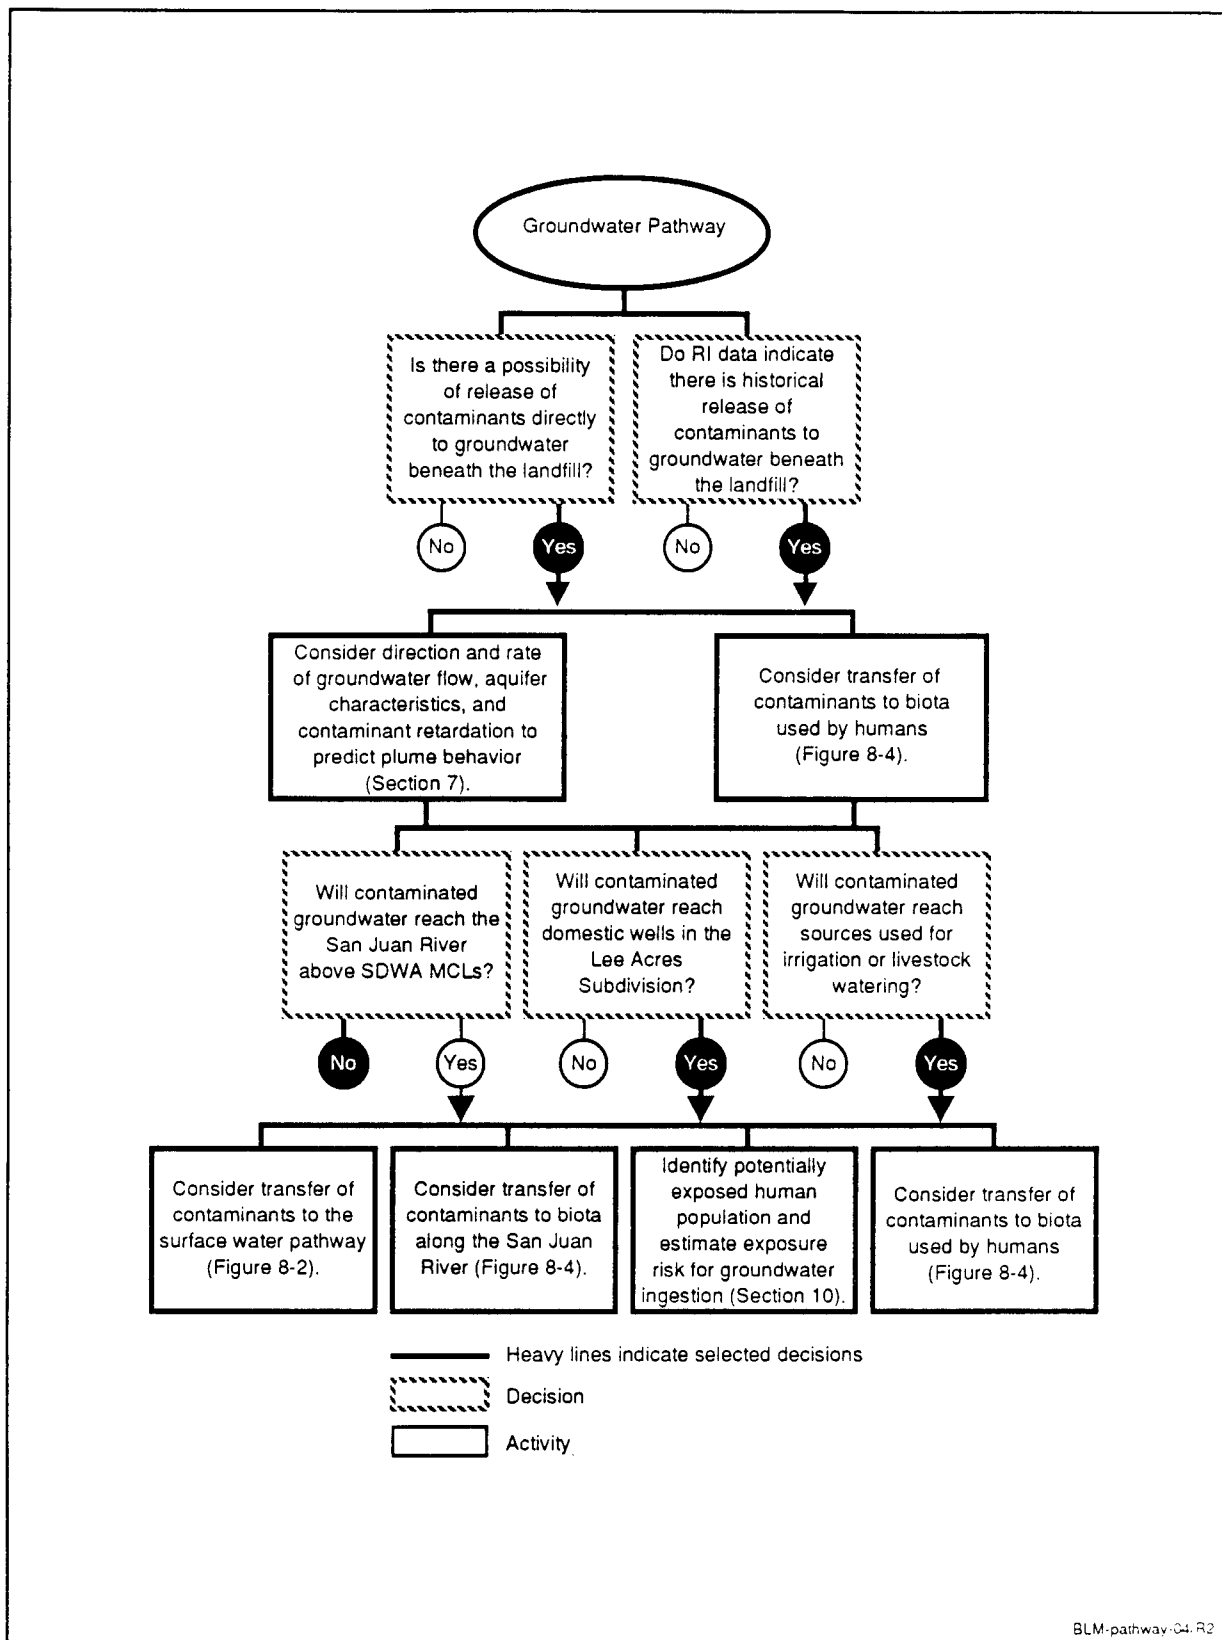 Groundwater Pathway
Is there a possibility
of release of
contaminants directly
to groundwater
beneath the landfill?
Do RI data indicate
there is historical
release of
contaminants to
groundwater beneath
the landfill?
No
Yes
No
Yes
Consider direction and rate
of groundwater flow, aquifer
characteristics, and
contaminant retardation to
predict plume behavior
(Section 7).
Consider transfer of
contaminants to biota
used by humans
(Figure 8-4).
Will contaminated
groundwater reach the
San Juan River
above SDWA MCLs?
Will contaminated
groundwater reach
domestic wells in the
Lee Acres
Subdivision?
Will contaminated
groundwater reach
sources used for
irrigation or livestock
watering?
No
Yes
No
Yes
No
Yes
Consider transfer of
contaminants to the
surface water pathway
(Figure 8-2).
Consider transfer of
contaminants to biota
along the San Juan
River (Figure 8-4).
Identify potentially
exposed human
population and
estimate exposure
risk for groundwater
ingestion (Section 10).
Consider transfer of
contaminants to biota
used by humans
(Figure 8-4).
Heavy lines indicate selected decisions
Decision
Activity
BLM-pathway-04.R2